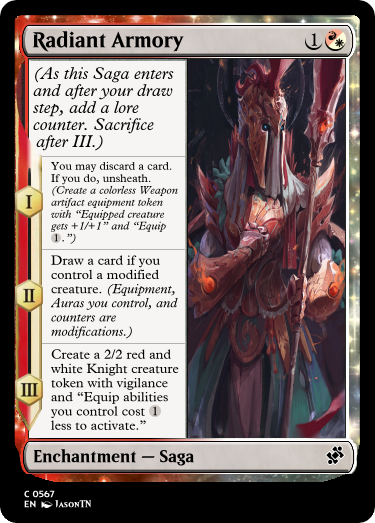 Radiant Armory 1
(As this Saga enters
and after your draw
step, add a lore
counter. Sacrifice
after III.)
I
You may discard a card.
If you do, unsheath.
(Create a colorless Weapon
artifact equipment token
with “Equipped creature
gets +1/+1” and “Equip
1.”)
II
Draw a card if you
control a modified
creature. (Equipment,
Auras you control, and
counters are
modifications.)
III
Create a 2/2 red and
white Knight creature
token with vigilance
and “Equip abilities
you control cost 1
less to activate.”
Enchantment — Saga
C 0567
EN JASONTN